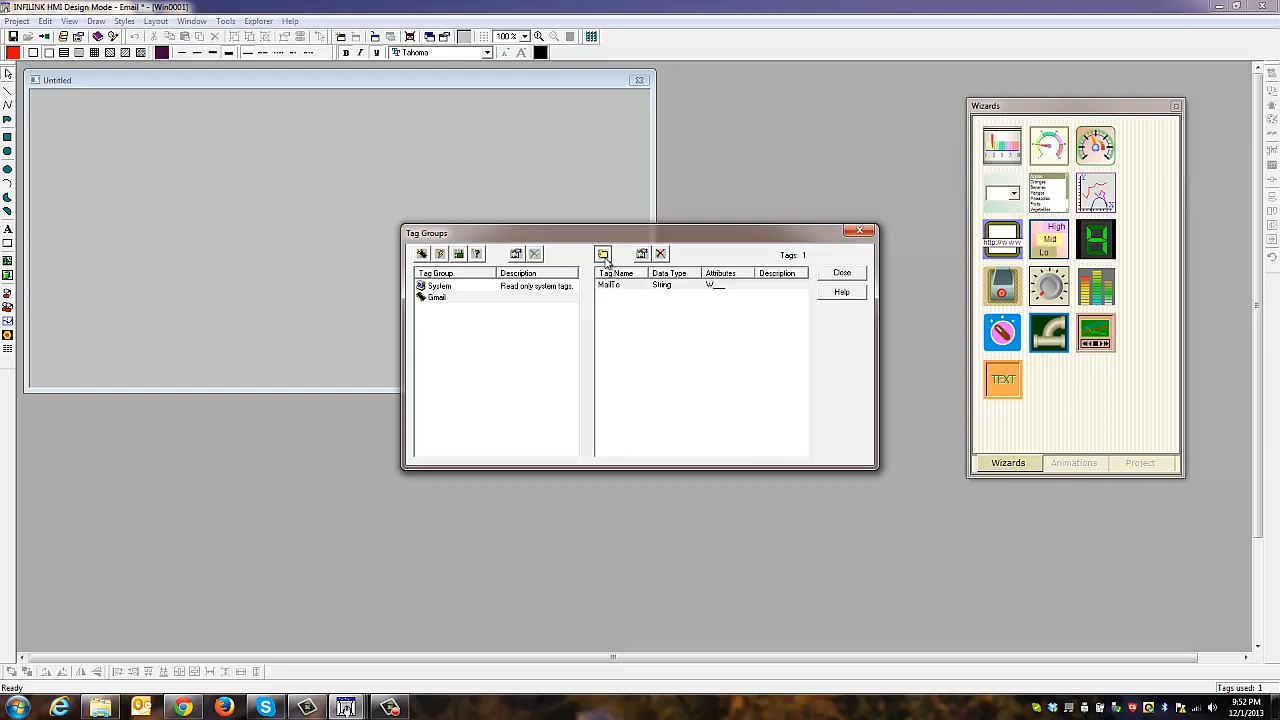 INFILINK HMI Design Mode - Email * - [Win0001]
Project Edit View Draw Styles Layout Window Tools Explorer Help
100 %
B I U Tahoma A A
Untitled
Wizards
Tag Groups
Tags: 1
Tag Group Description
System Read only system tags.
Gmail
Tag Name Data Type Attributes Description
MailTo String W___
Close
Help
http://www
High
Mid
Lo
TEXT
Wizards Animations Project
Ready
Tags used: 1
9:52 PM
12/1/2013